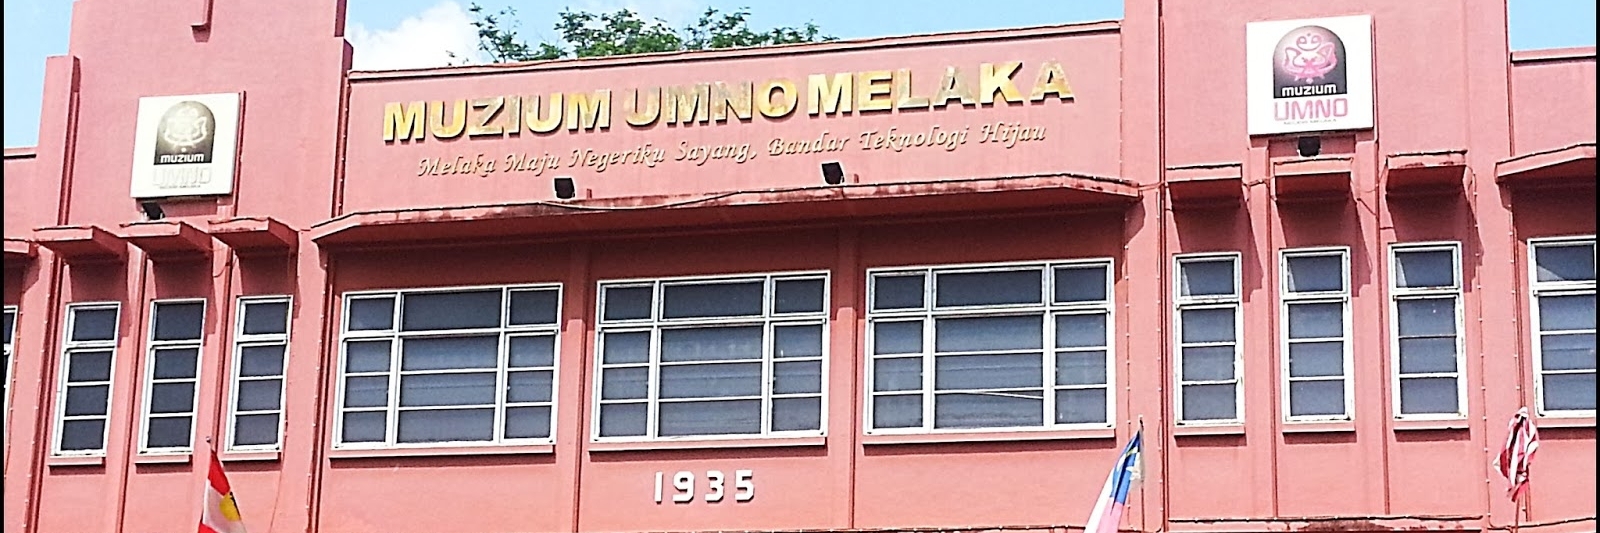 MUZIUM UMNO MELAKA
Melaka Maju Negeriku Sayang, Bandar Teknologi Hijau
muzium
UMNO
muzium
UMNO
1935